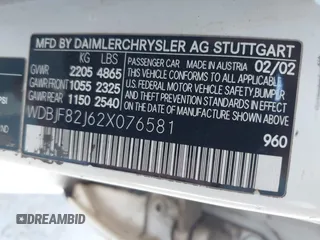 MFD BY DAIMLERCHRYSLER AG STUTTGART
KG LBS PASSENGER CAR MADE IN AUSTRIA 02/02
GVWR 2205 4865
GAWR FRONT 1055 2325
GAWR REAR 1150 2540
THIS VEHICLE CONFORMS TO ALL APPLICABLE
U.S. FEDERAL MOTOR VEHICLE SAFETY
BUMPER AND THEFT PREVENTION STANDARDS
IN EFFECT ON THE DATE OF
MANUFACTURE SHOWN ABOVE
WDBJF82J62X076581
960
PSI
DREAMBID